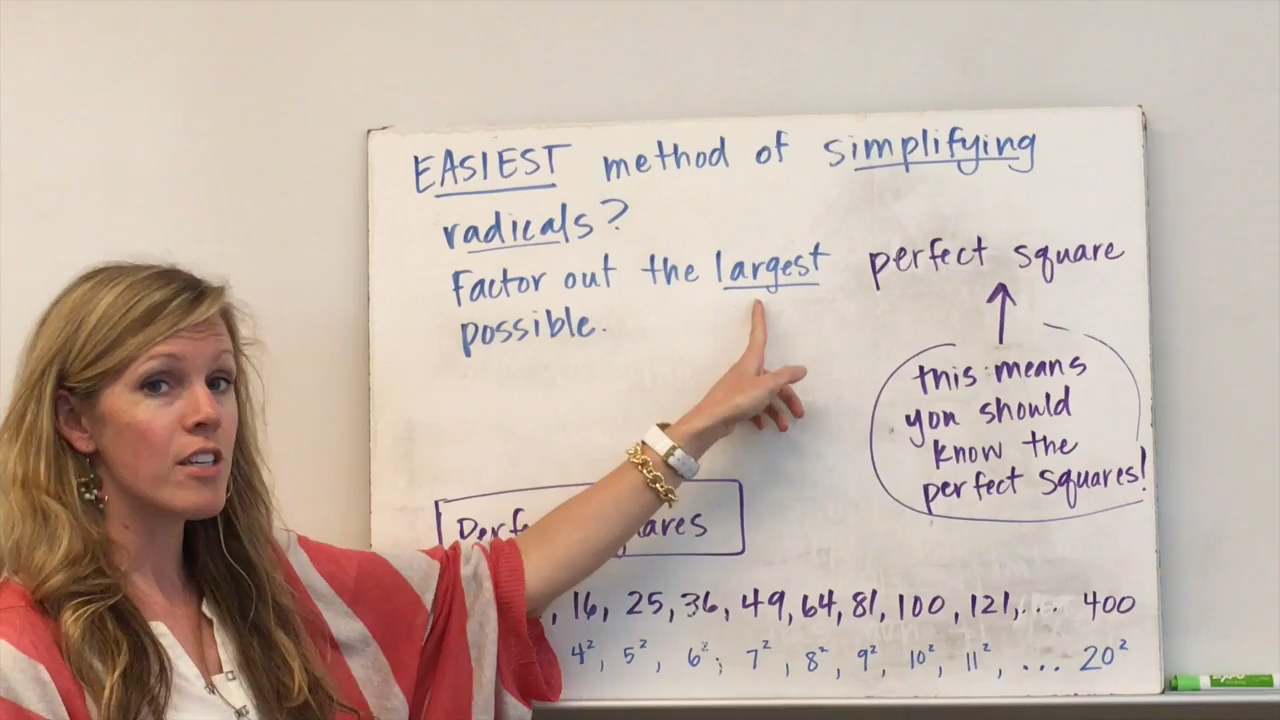 EASIEST method of simplifying
radicals?
Factor out the largest perfect square
possible.
this means
you should
know the
perfect squares!
16, 25, 36, 49, 64, 81, 100, 121, ... 400
4², 5², 6², 7², 8², 9², 10², 11², ... 20²